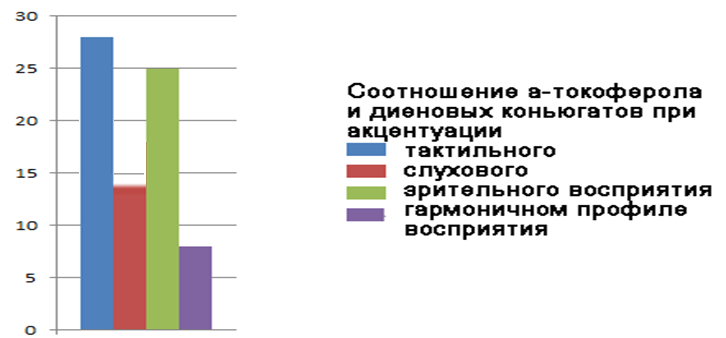 30
25
20
15
10
5
0
Соотношение а-токоферола
и диеновых коньюгатов при
акцентуации
тактильного
слухового
зрительного восприятия
гармоничном профиле
восприятия